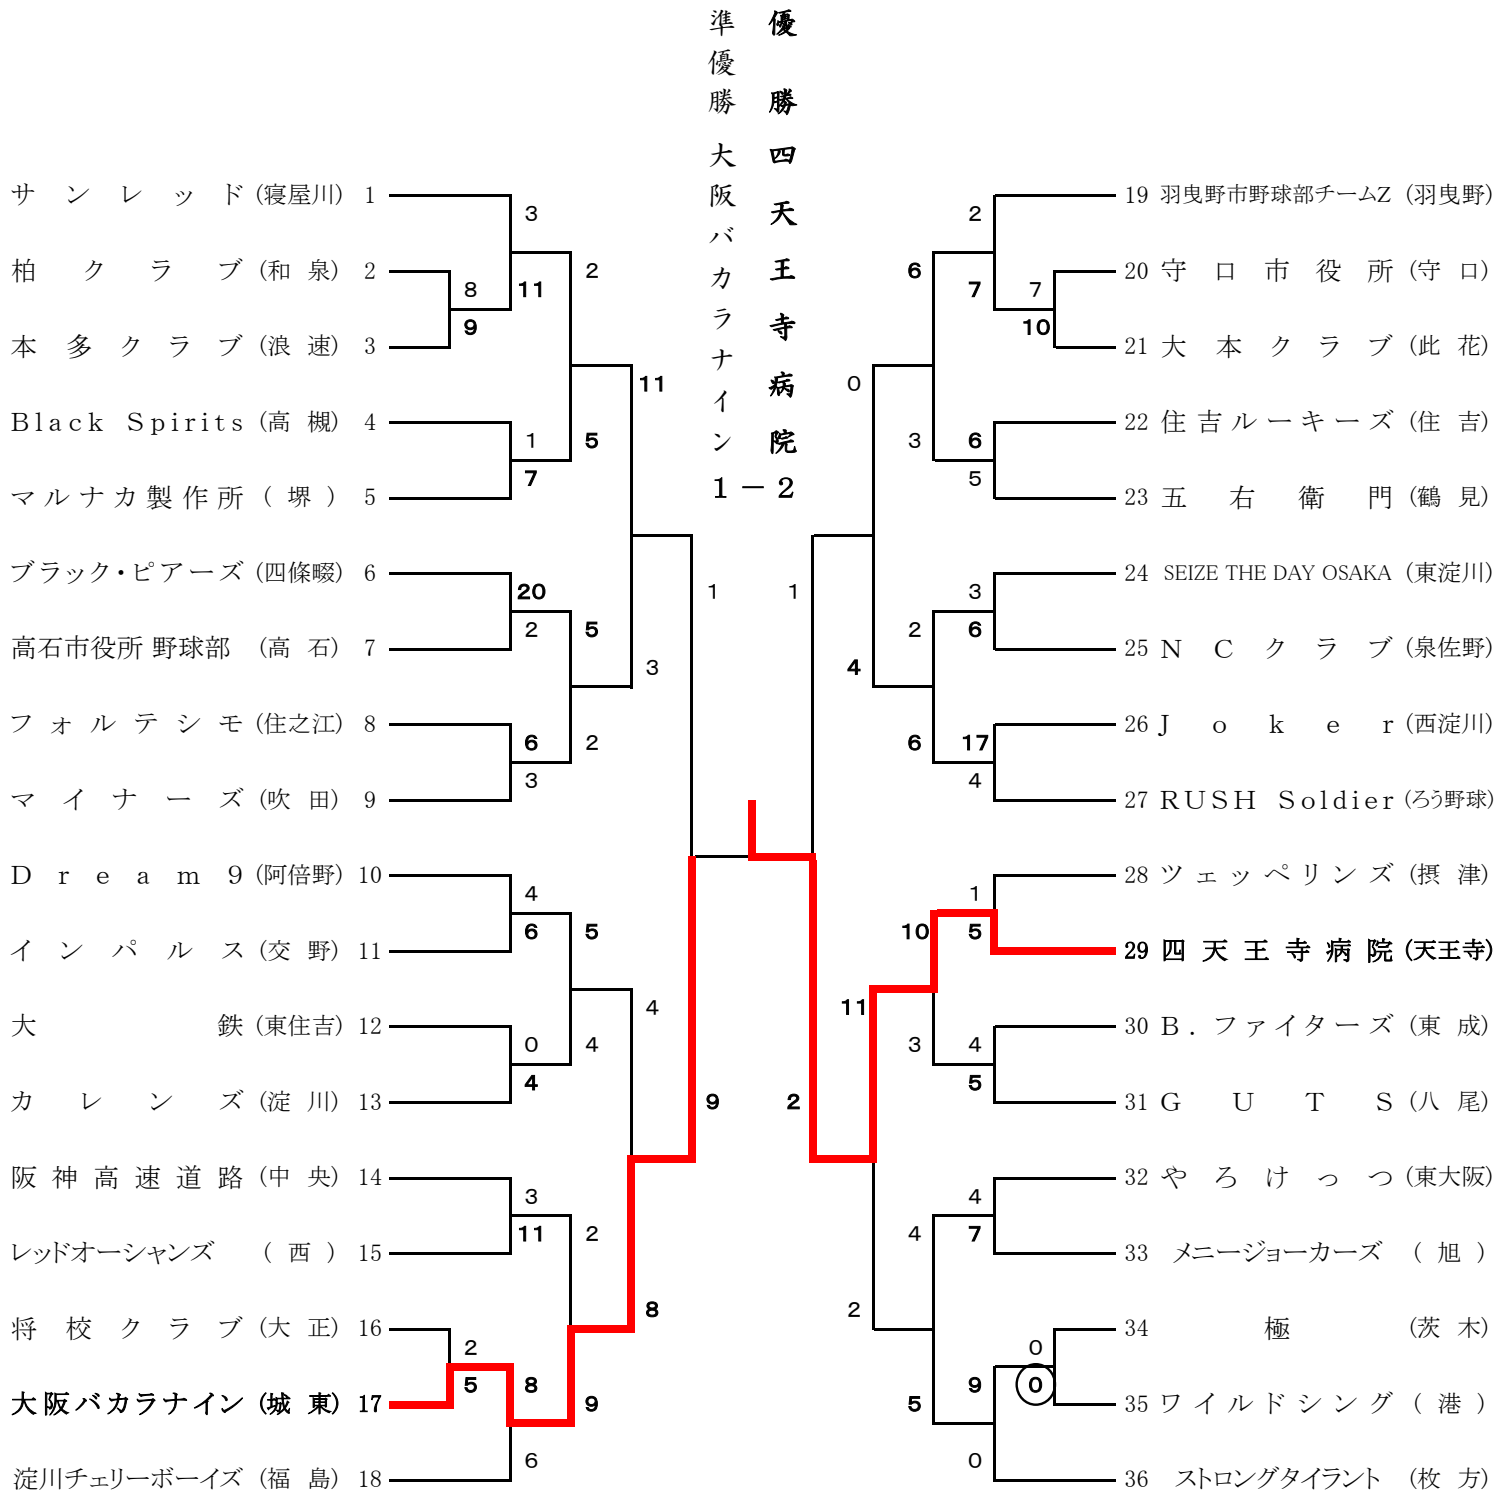 優勝 四天王寺病院
準優勝 大阪バカラナイン
1 － 2
サンレッド (寝屋川) 1
柏クラブ (和泉) 2
本多クラブ (浪速) 3
Black Spirits (高槻) 4
マルナカ製作所 (堺) 5
ブラック・ピアーズ (四條畷) 6
高石市役所 野球部 (高石) 7
フォルテシモ (住之江) 8
マイナーズ (吹田) 9
Dream9 (阿倍野) 10
インパルス (交野) 11
大鉄 (東住吉) 12
カレンズ (淀川) 13
阪神高速道路 (中央) 14
レッドオーシャンズ (西) 15
将校クラブ (大正) 16
大阪バカラナイン (城東) 17
淀川チェリーボーイズ (福島) 18
3
11
8
9
1
7
2
5
20
2
6
3
5
2
11
3
4
6
0
4
5
4
3
11
2
5
8
6
2
9
4
8
1
9
1
2
2
7
7
10
6
5
6
3
3
6
17
4
2
6
0
4
1
5
4
5
10
3
4
7
0
0
9
0
4
5
11
2
19 羽曳野市野球部チームZ (羽曳野)
20 守口市役所 (守口)
21 大本クラブ (此花)
22 住吉ルーキーズ (住吉)
23 五右衛門 (鶴見)
24 SEIZE THE DAY OSAKA (東淀川)
25 NCクラブ (泉佐野)
26 Joker (西淀川)
27 RUSH Soldier (ろう野球)
28 ツェッペリンズ (摂津)
29 四天王寺病院 (天王寺)
30 B.ファイターズ (東成)
31 GUTS (八尾)
32 やろけっつ (東大阪)
33 メニージョーカーズ (旭)
34 極 (茨木)
35 ワイルドシング (港)
36 ストロングタイラント (枚方)